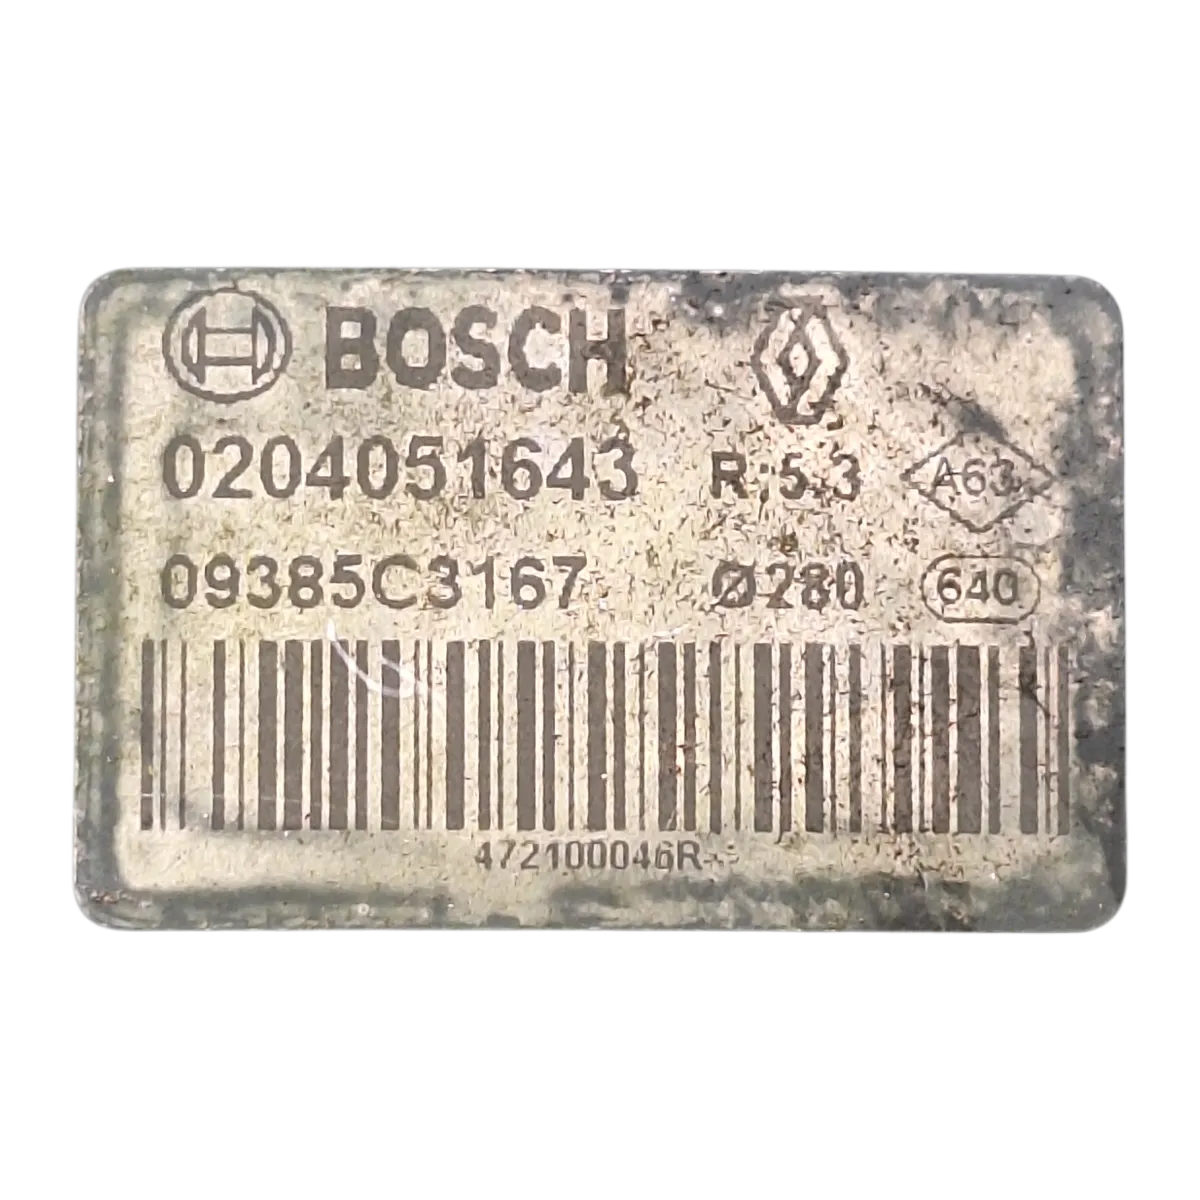 BOSCH
0204051643 R 5.3 A63
09385C3167 Ø280 640
472100046R